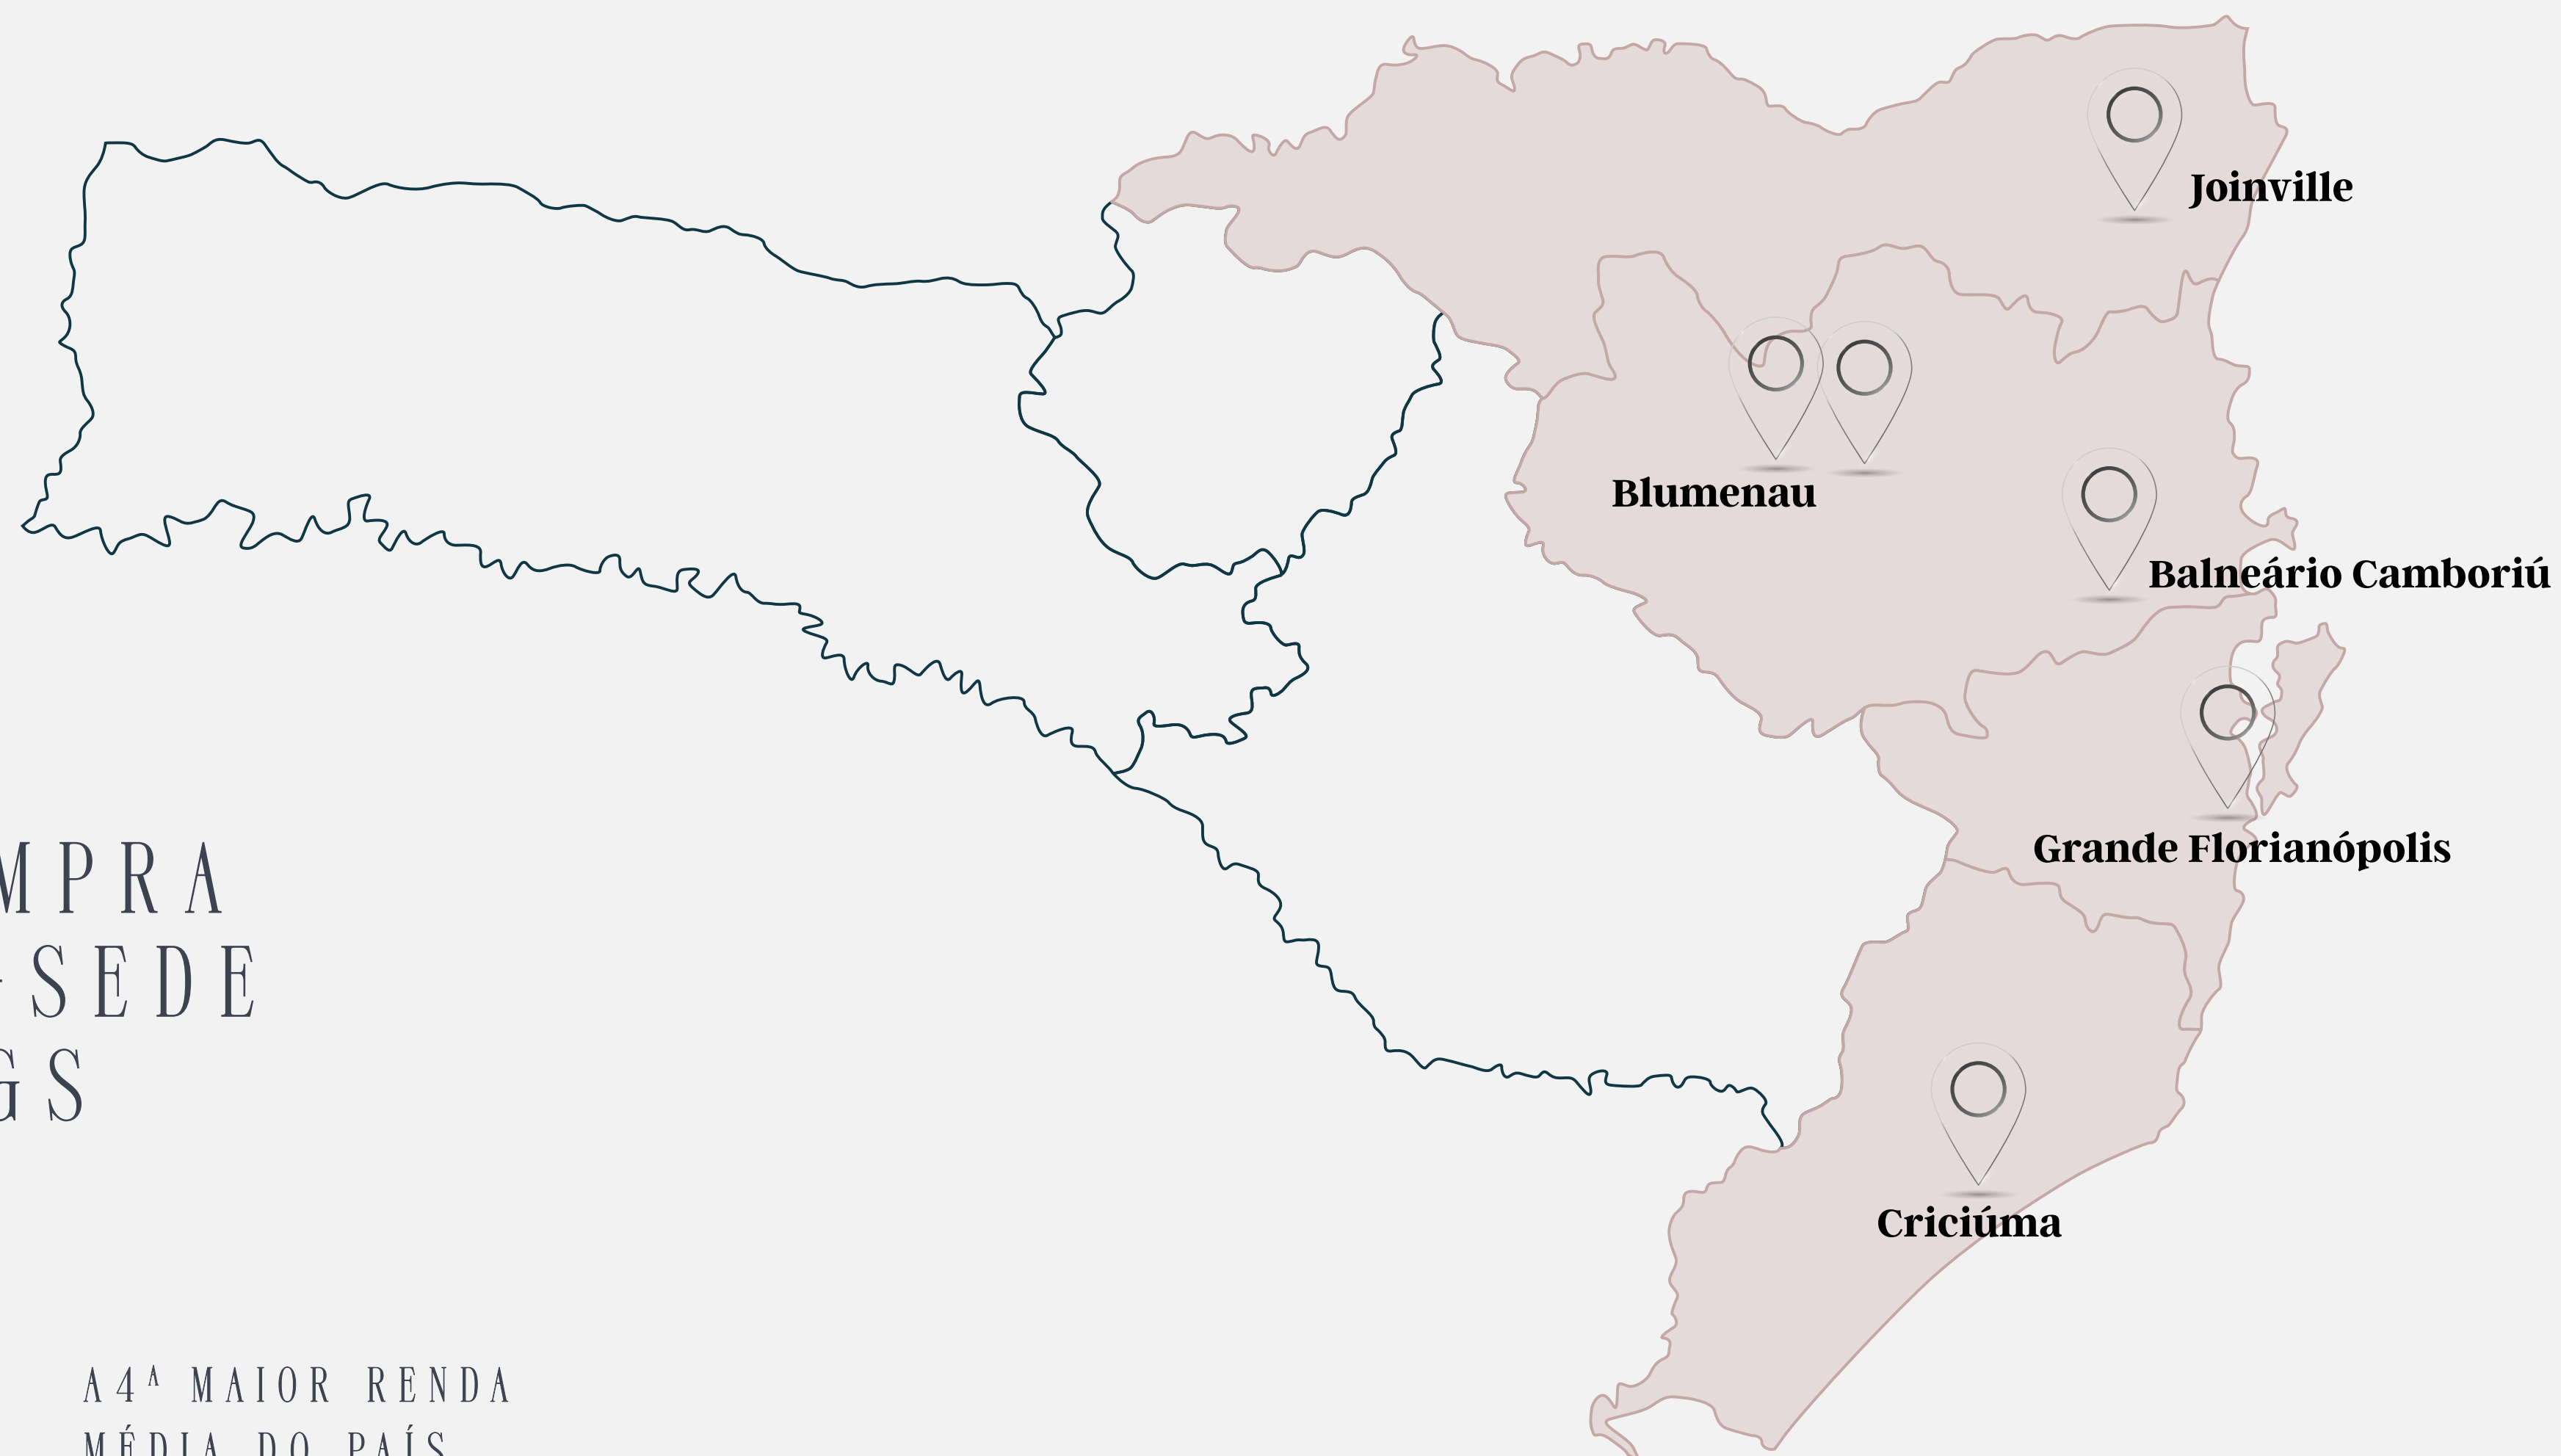 Joinville
Blumenau
Balneário Camboriú
Grande Florianópolis
Criciúma
MPRA
SEDE
GS
A 4ª MAIOR RENDA
MÉDIA DO PAÍS